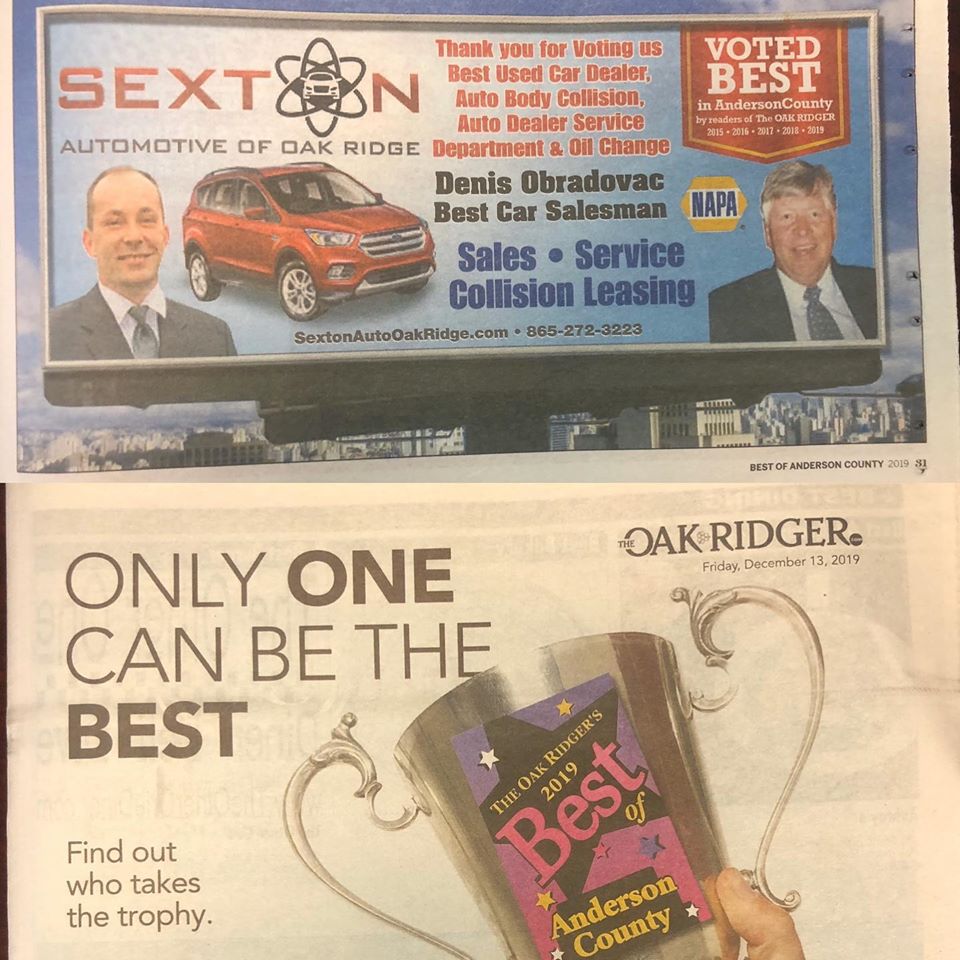 SEXTON
AUTOMOTIVE OF OAK RIDGE
Thank you for Voting us
Best Used Car Dealer,
Auto Body Collision,
Auto Dealer Service
Department & Oil Change
Denis Obradovac
Best Car Salesman
Sales • Service
Collision Leasing
SextonAutoOakRidge.com • 865-272-3223
VOTED
BEST
in AndersonCounty
by readers of The OAK RIDGER
2015 • 2016 • 2017 • 2018 • 2019
NAPA
BEST OF ANDERSON COUNTY 2019 31
THE OAK RIDGER.
Friday, December 13, 2019
ONLY ONE
CAN BE THE
BEST
Find out
who takes
the trophy.
THE OAK RIDGER'S
2019
Best
of
Anderson
County